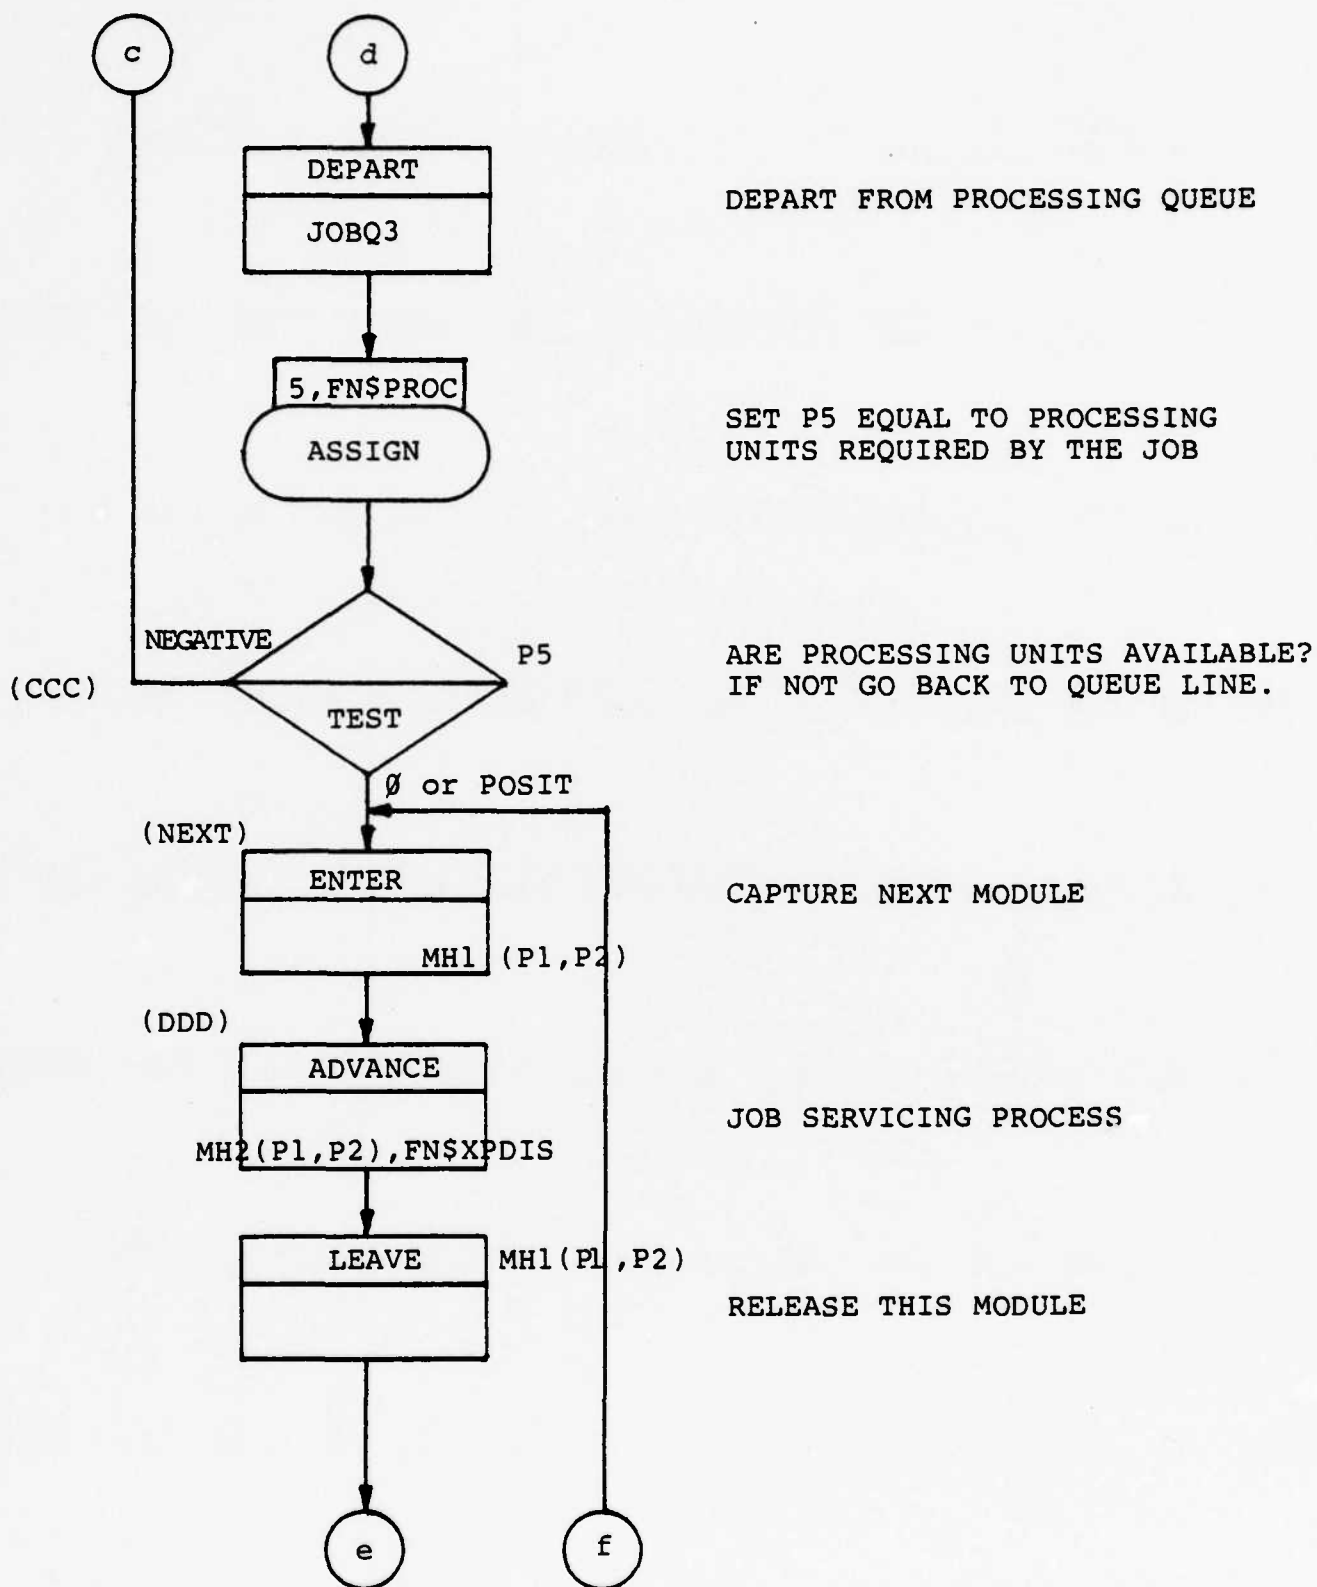 c
d
DEPART
JOBQ3
DEPART FROM PROCESSING QUEUE
5,FN$PROC
ASSIGN
SET P5 EQUAL TO PROCESSING
UNITS REQUIRED BY THE JOB
NEGATIVE
P5
(CCC)
TEST
ARE PROCESSING UNITS AVAILABLE?
IF NOT GO BACK TO QUEUE LINE.
Ø or POSIT
(NEXT)
ENTER
MH1 (P1,P2)
CAPTURE NEXT MODULE
(DDD)
ADVANCE
MH2(P1,P2),FN$XPDIS
JOB SERVICING PROCESS
LEAVE
MH1(P1,P2)
RELEASE THIS MODULE
e
f